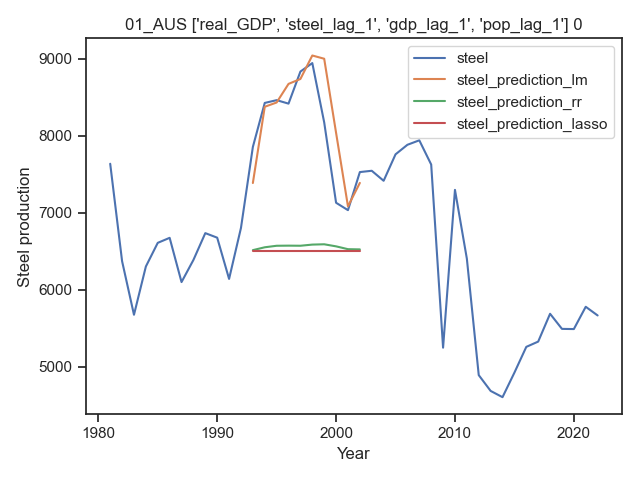 01_AUS ['real_GDP', 'steel_lag_1', 'gdp_lag_1', 'pop_lag_1'] 0
steel
steel_prediction_lm
steel_prediction_rr
steel_prediction_lasso
Steel production
9000
8000
7000
6000
5000
1980
1990
2000
2010
2020
Year